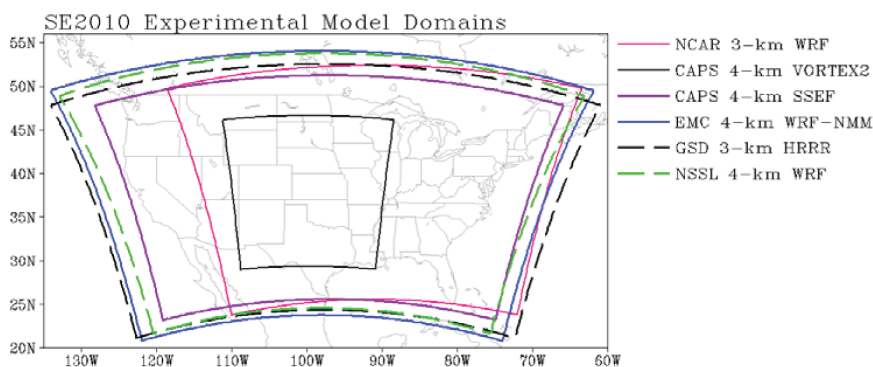 SE2010 Experimental Model Domains
55N
50N
45N
40N
35N
30N
25N
20N
130W 120W 110W 100W 90W 80W 70W 60W
NCAR 3-km WRF
CAPS 4-km VORTEX2
CAPS 4-km SSEF
EMC 4-km WRF-NMM
GSD 3-km HRRR
NSSL 4-km WRF